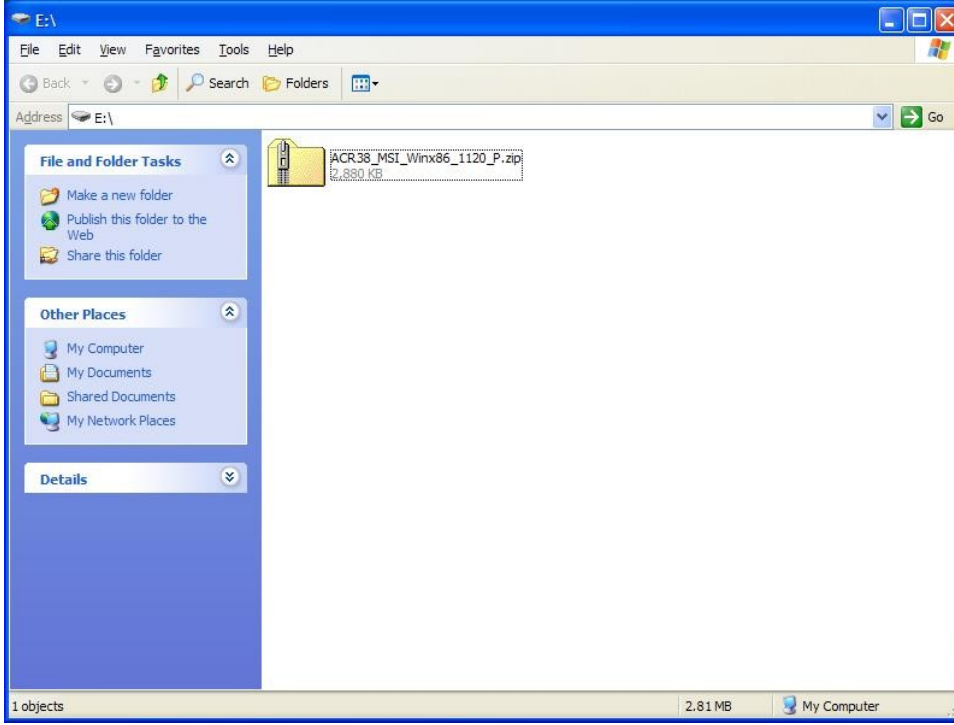 E:\
File Edit View Favorites Tools Help
Back Search Folders
Address E:\ Go
File and Folder Tasks
Make a new folder
Publish this folder to the
Web
Share this folder
Other Places
My Computer
My Documents
Shared Documents
My Network Places
Details
ACR38_MSI_Winx86_1120_P.zip
2,880 KB
1 objects 2.81 MB My Computer